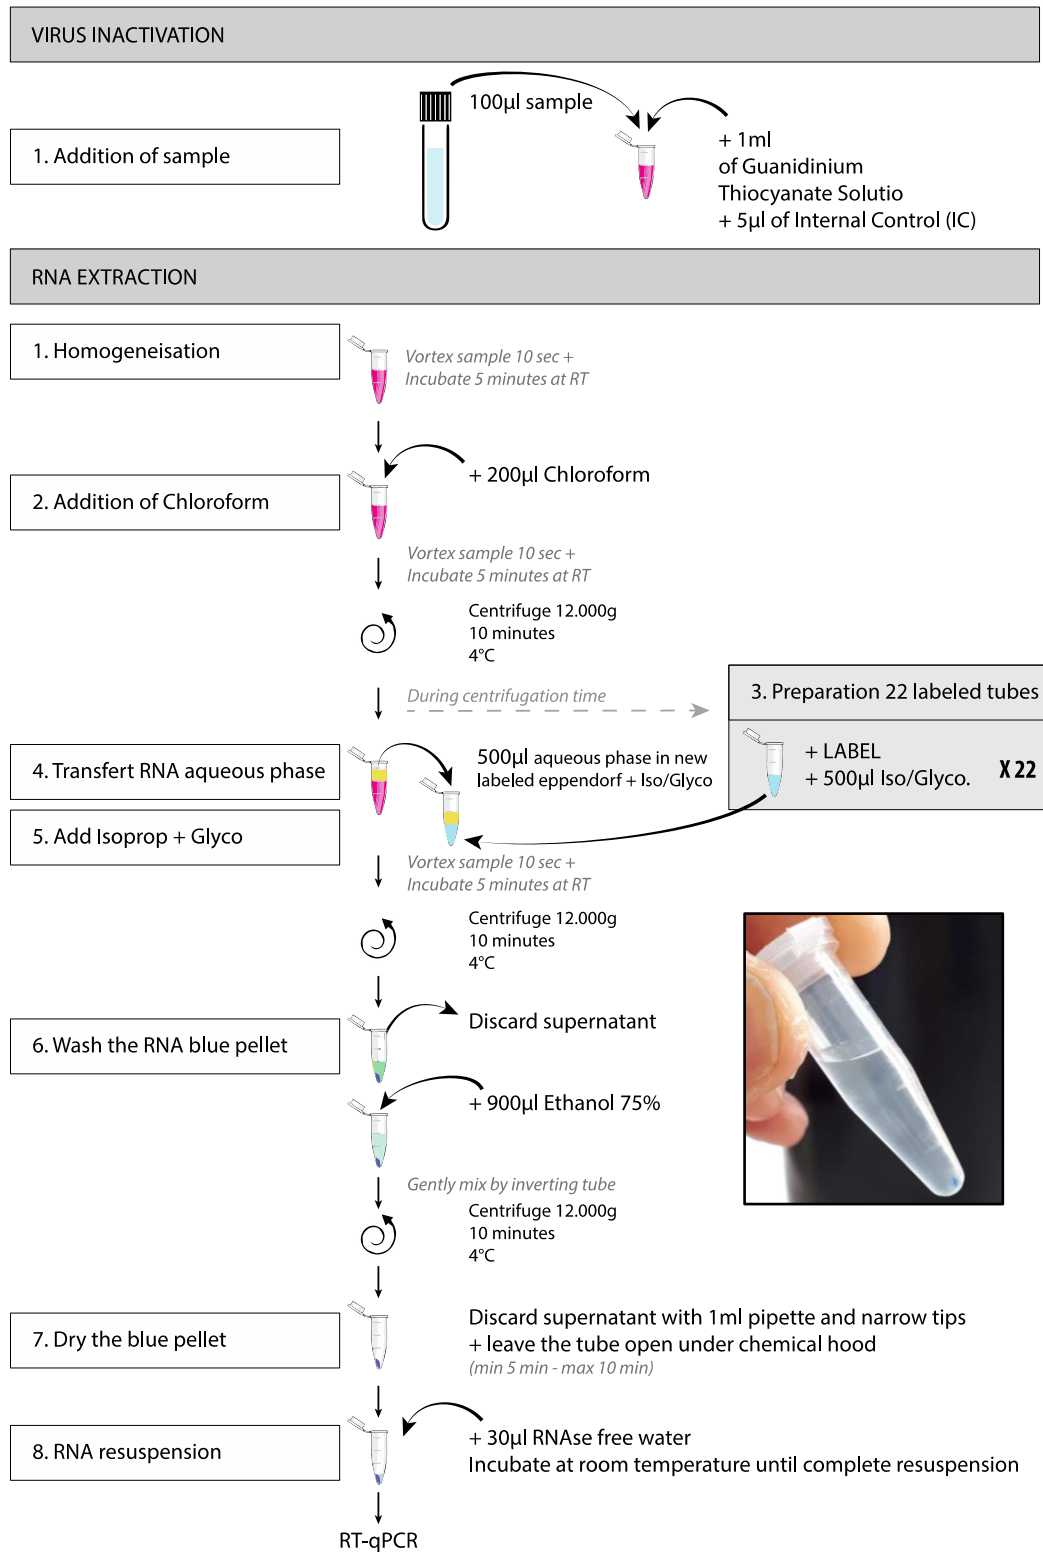 VIRUS INACTIVATION
1. Addition of sample
100µl sample
+ 1ml
of Guanidinium
Thiocyanate Solutio
+ 5µl of Internal Control (IC)
RNA EXTRACTION
1. Homogeneisation
Vortex sample 10 sec +
Incubate 5 minutes at RT
2. Addition of Chloroform
+ 200µl Chloroform
Vortex sample 10 sec +
Incubate 5 minutes at RT
Centrifuge 12.000g
10 minutes
4°C
During centrifugation time
3. Preparation 22 labeled tubes
+ LABEL
+ 500µl Iso/Glyco.
X 22
4. Transfert RNA aqueous phase
500µl aqueous phase in new
labeled eppendorf + Iso/Glyco
5. Add Isoprop + Glyco
Vortex sample 10 sec +
Incubate 5 minutes at RT
Centrifuge 12.000g
10 minutes
4°C
6. Wash the RNA blue pellet
Discard supernatant
+ 900µl Ethanol 75%
Gently mix by inverting tube
Centrifuge 12.000g
10 minutes
4°C
7. Dry the blue pellet
Discard supernatant with 1ml pipette and narrow tips
+ leave the tube open under chemical hood
(min 5 min - max 10 min)
8. RNA resuspension
+ 30µl RNAse free water
Incubate at room temperature until complete resuspension
RT-qPCR